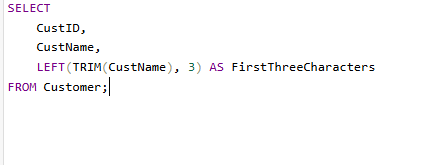 SELECT
    CustID,
    CustName,
    LEFT(TRIM(CustName), 3) AS FirstThreeCharacters
FROM Customer;